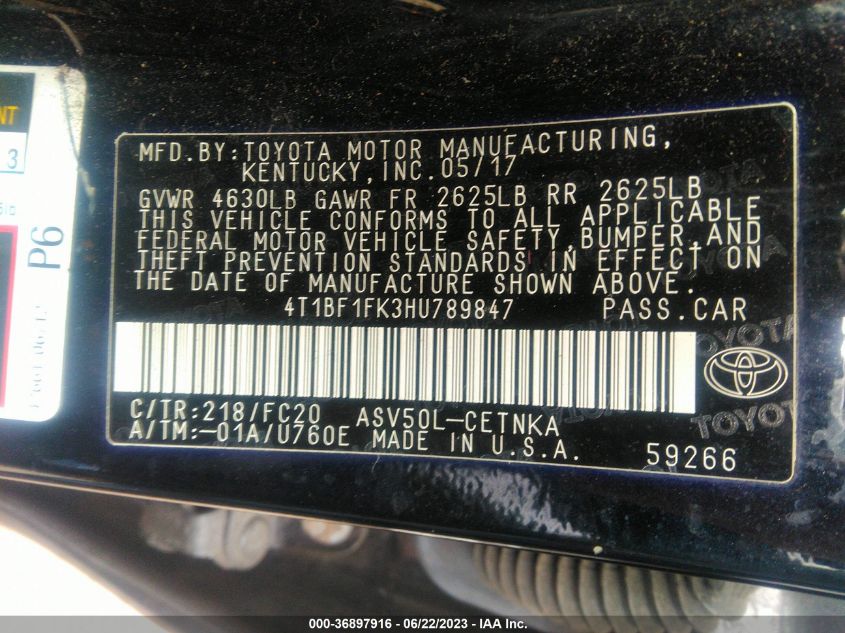 NT
3
P6
MFD.BY:TOYOTA MOTOR MANUFACTURING,
KENTUCKY,INC.05/17
GVWR 4630LB GAWR FR 2625LB RR 2625LB
THIS VEHICLE CONFORMS TO ALL APPLICABLE
FEDERAL MOTOR VEHICLE SAFETY,BUMPER,AND
THEFT PREVENTION STANDARDS IN EFFECT ON
THE DATE OF MANUFACTURE SHOWN ABOVE.
4T1BF1FK3HU789847 PASS.CAR
C/TR:218/FC20 ASV50L-CETNKA
A/TM:-01A/U760E MADE IN U.S.A.
59266
TOYOTA
000-36897916 - 06/22/2023 - IAA Inc.